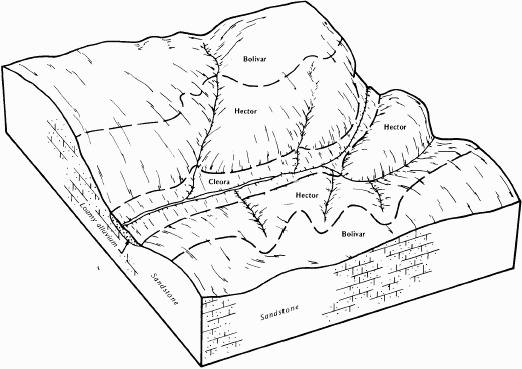 Bolivar
Hector
Hector
Cleora
Hector
Bolivar
Loamy alluvium
Sandstone
Sandstone